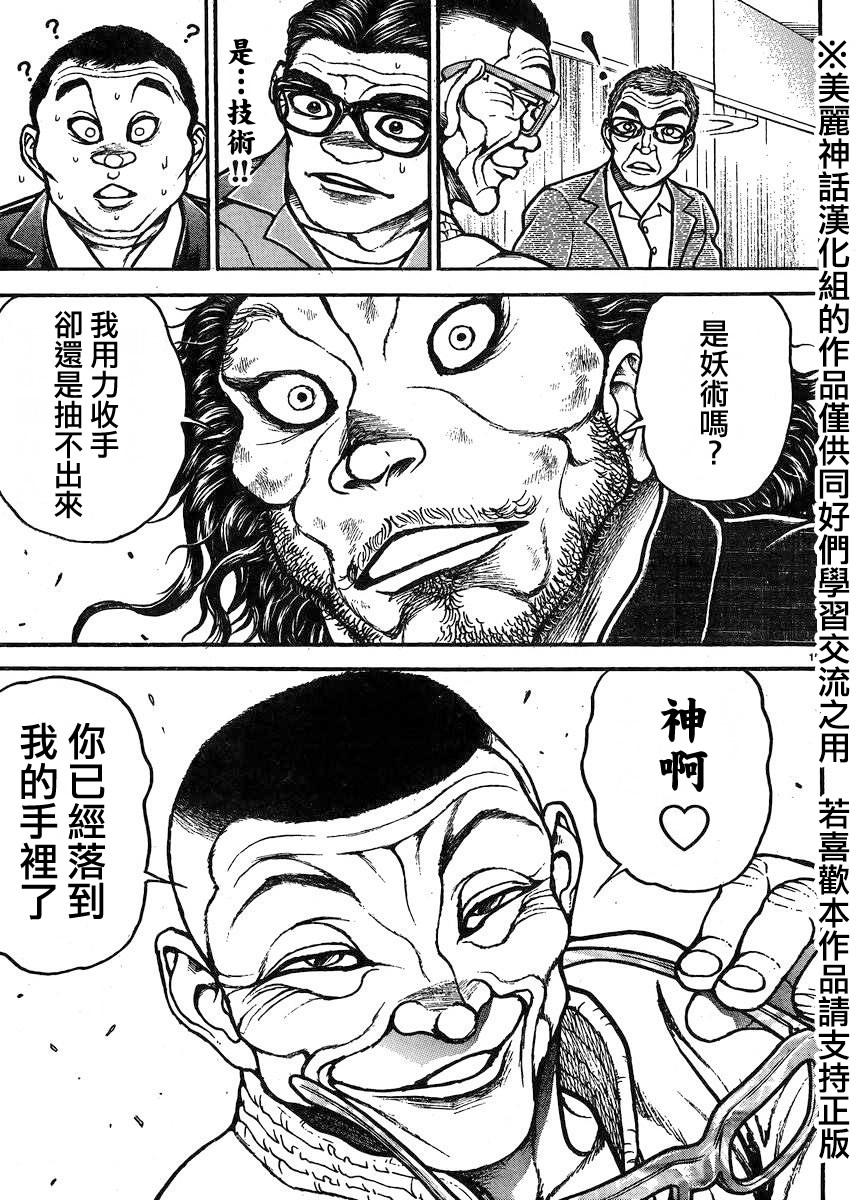 !
是…技術!!
? ? ?
是妖術嗎？
我用力收手
卻還是抽不出來
神啊♡
你已經落到
我的手裡了
※美麗神話漢化組的作品僅供同好們學習交流之用 若喜歡本作品請支持正版